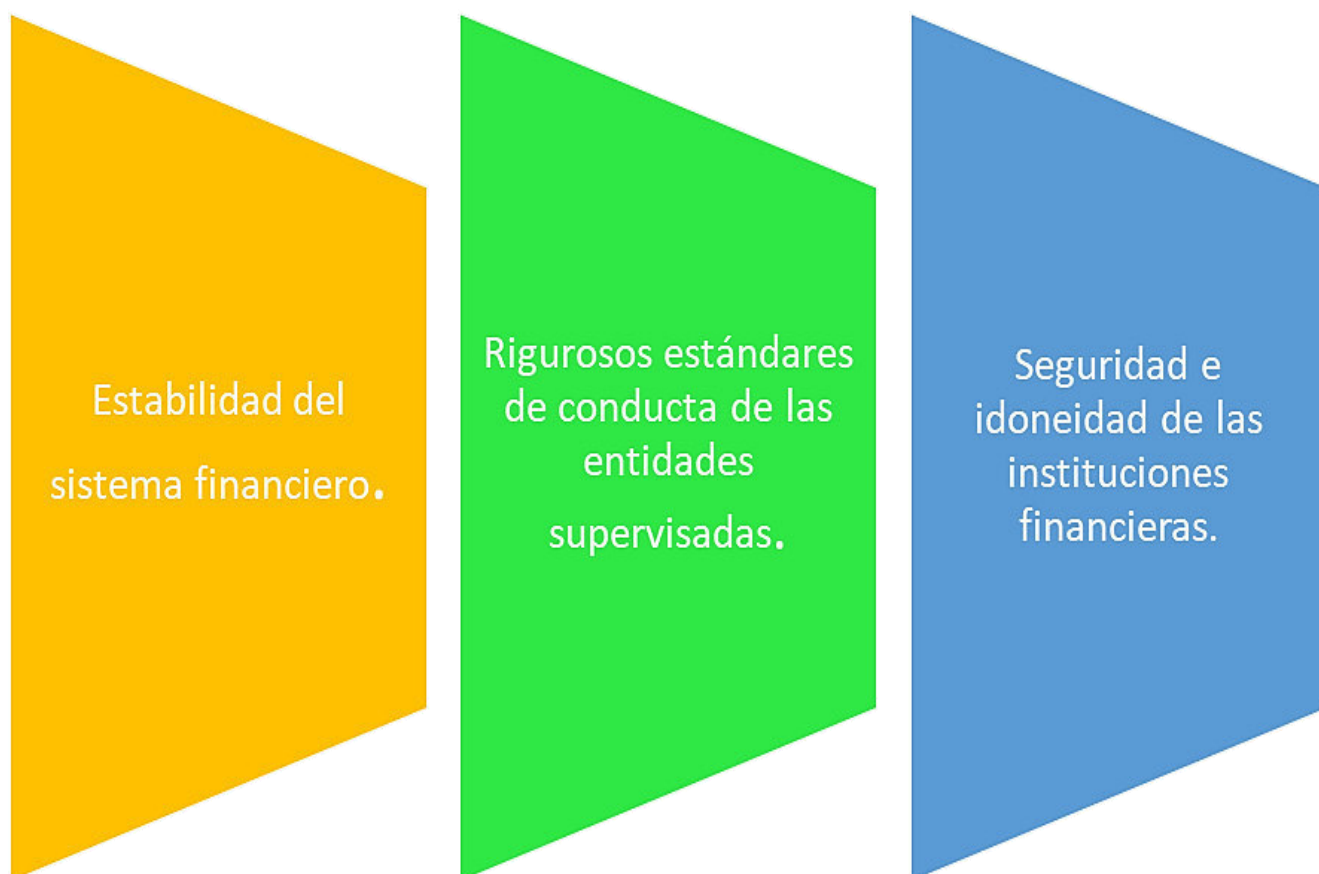 Estabilidad del
sistema financiero.
Rigurosos estándares
de conducta de las
entidades
supervisadas.
Seguridad e
idoneidad de las
instituciones
financieras.